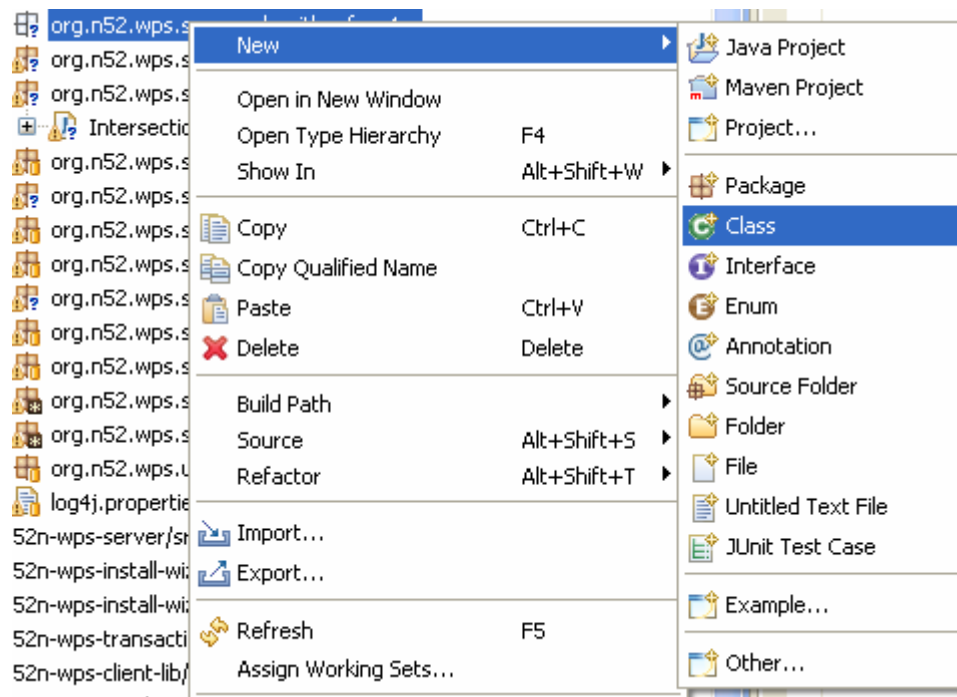 org.n52.wps.s
org.n52.wps.s
org.n52.wps.s
Intersectio
org.n52.wps.s
org.n52.wps.s
org.n52.wps.s
org.n52.wps.s
org.n52.wps.s
org.n52.wps.s
org.n52.wps.s
org.n52.wps.s
org.n52.wps.s
org.n52.wps.u
log4j.propertie
52n-wps-server/sr
52n-wps-install-wiz
52n-wps-install-wiz
52n-wps-transacti
52n-wps-client-lib/
New
Open in New Window
Open Type Hierarchy F4
Show In Alt+Shift+W
Copy Ctrl+C
Copy Qualified Name
Paste Ctrl+V
Delete Delete
Build Path
Source Alt+Shift+S
Refactor Alt+Shift+T
Import...
Export...
Refresh F5
Assign Working Sets...
Java Project
Maven Project
Project...
Package
Class
Interface
Enum
Annotation
Source Folder
Folder
File
Untitled Text File
JUnit Test Case
Example...
Other...